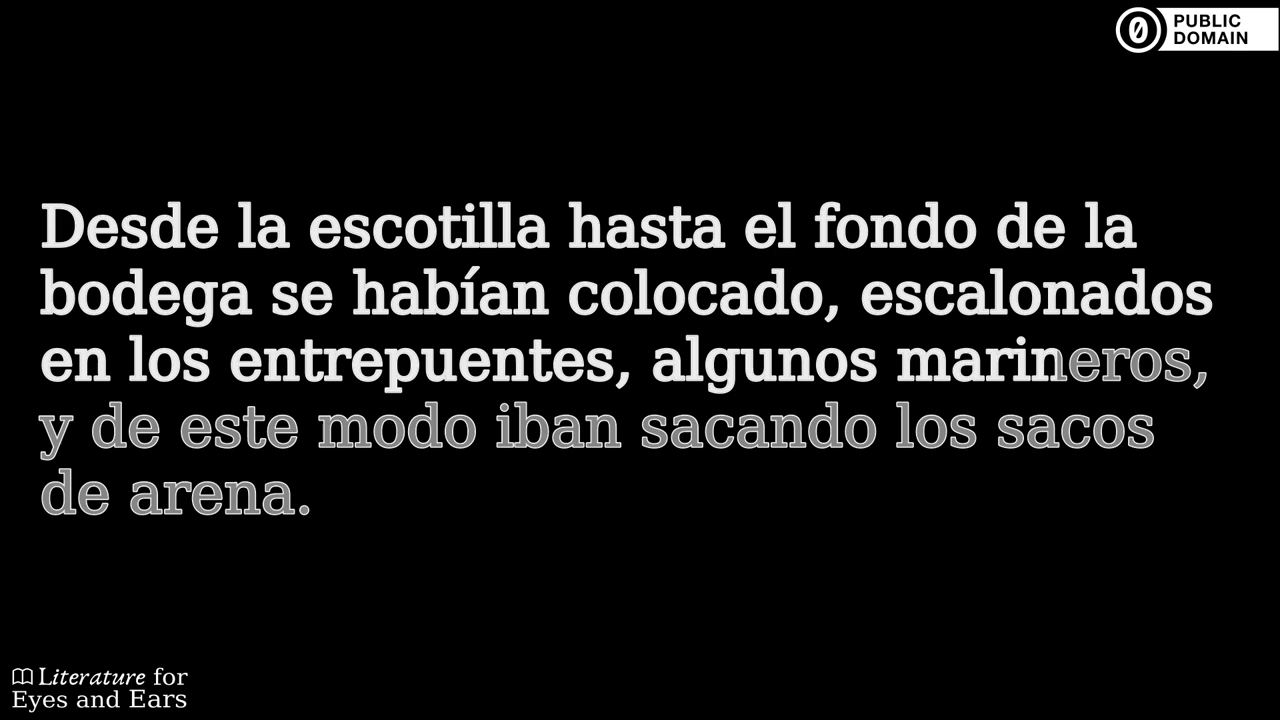 0 PUBLIC
DOMAIN
Desde la escotilla hasta el fondo de la
bodega se habían colocado, escalonados
en los entrepuentes, algunos marineros,
y de este modo iban sacando los sacos
de arena.
Literature for
Eyes and Ears